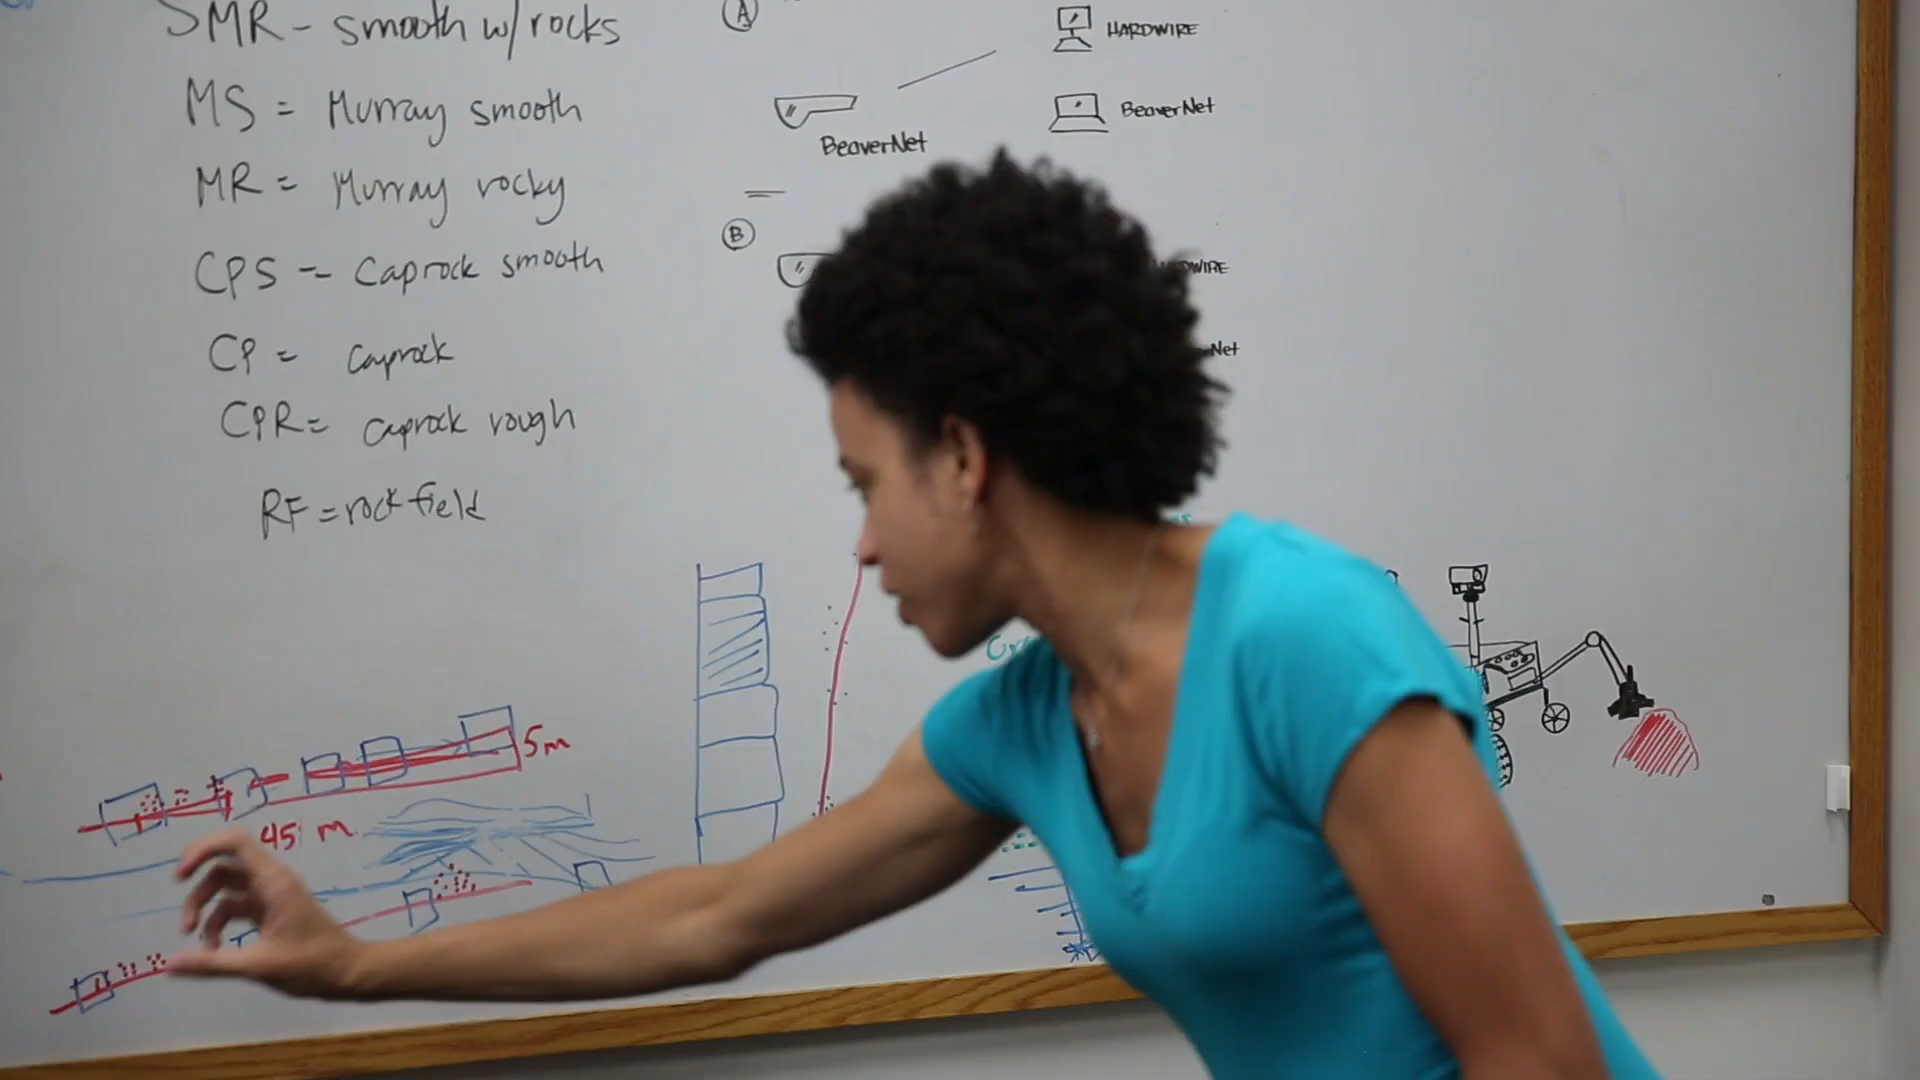 SMR - smooth w/rocks
MS = Murray smooth
MR = Murray rocky
CPS - Caprock smooth
CP = caprock
CPR = caprock rough
RF = rock field
A
HARDWIRE
BeaverNet
BeaverNet
B
Net
5m
45 m